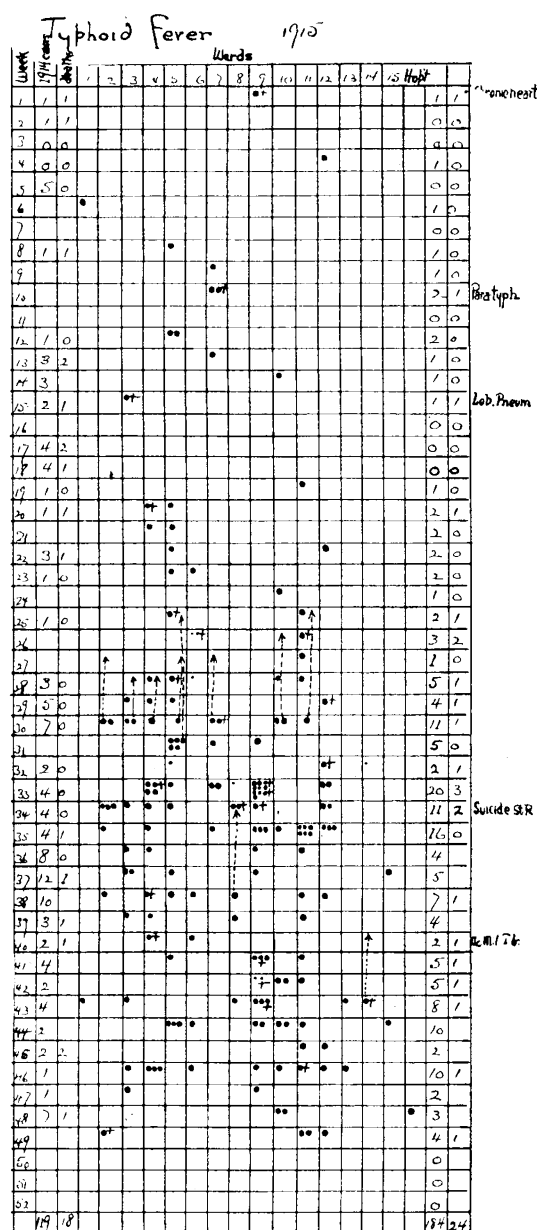 Typhoid Fever 1915
Wards
Week 1914 cases deaths 1 2 3 4 5 6 7 8 9 10 11 12 13 14 15 Hospt
1 1 1 + 1 1 Chronic heart
2 1 1 0 0
3 0 0 0 0
4 0 0 1 0
5 5 0 0 0
6 1 0
7 0 0
8 1 1 1 0
9 1 0
10 + 2 1 Paratyph
11 0 0
12 1 0 2 0
13 3 2 1 0
14 3 1 0
15 2 1 + 1 1 Lob. Pneum
16 0 0
17 4 2 0 0
18 4 1 0 0
19 1 0 1 0
20 1 1 + 2 1
21 2 0
22 3 1 2 0
23 1 0 2 0
24 1 0
25 1 0 + 2 1
26 + + 3 2
27 1 0
28 3 0 + 5 1
29 5 0 + 4 1
30 7 0 + 11 1
31 5 0
32 2 0 + 2 1
33 4 0 + + + 20 3
34 4 0 + + 11 2 Suicide St R
35 4 1 16 0
36 8 0 4
37 12 1 5
38 10 + 7 1
39 3 1 4
40 2 1 + 2 1
41 4 + 5 1
42 2 + 5 1
43 4 + + 8 1
44 2 10
45 2 2 2
46 1 + 10 1
47 1 2
48 7 1 3
49 + 4 1
50 0
51 0
52 0
119 18 184 24